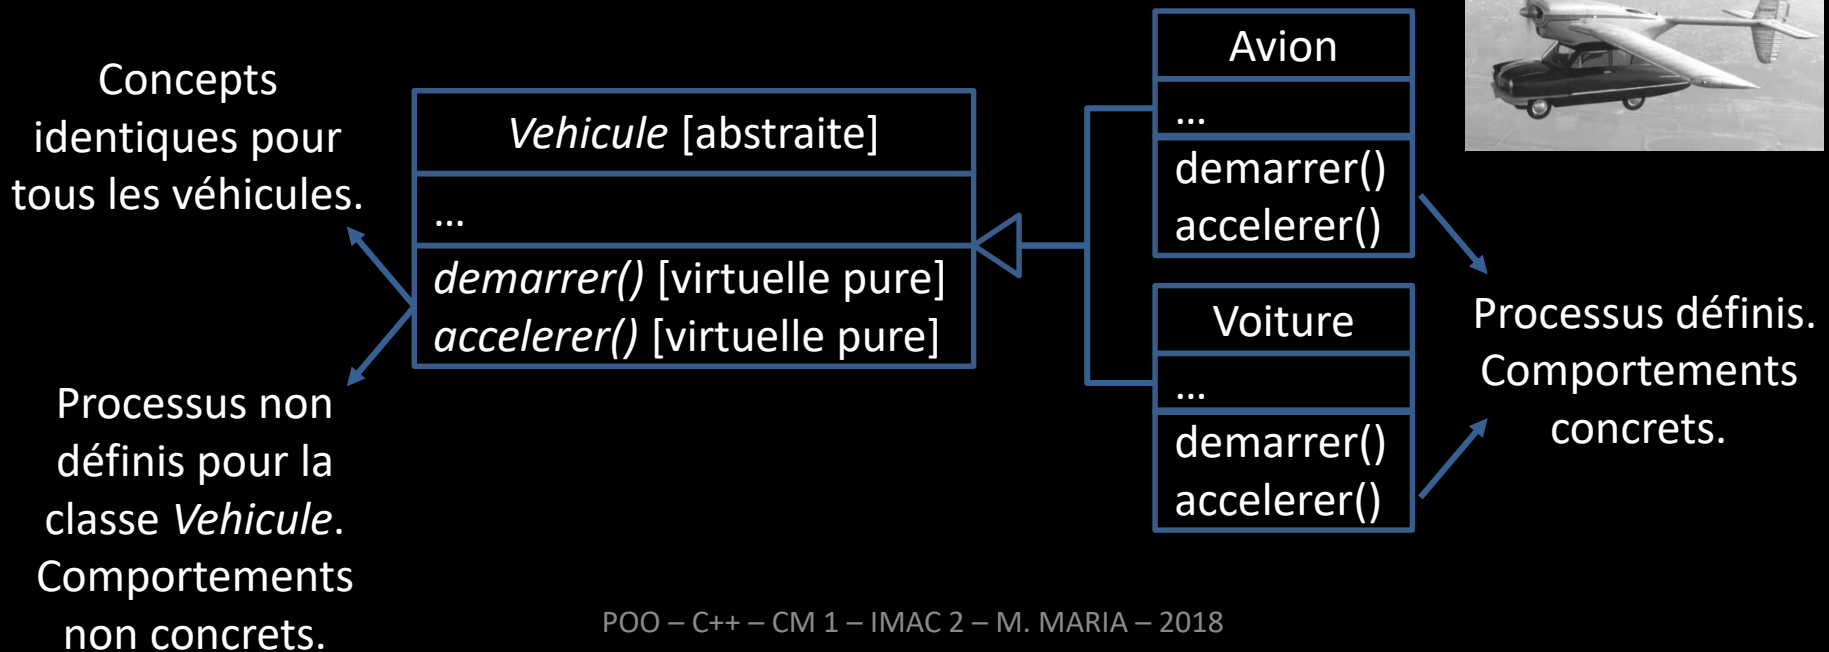 Concepts
identiques pour
tous les véhicules.
Processus non
définis pour la
classe Vehicule.
Comportements
non concrets.
Vehicule [abstraite]
...
demarrer() [virtuelle pure]
accelerer() [virtuelle pure]
Avion
...
demarrer()
accelerer()
Voiture
...
demarrer()
accelerer()
Processus définis.
Comportements
concrets.
POO – C++ – CM 1 – IMAC 2 – M. MARIA – 2018